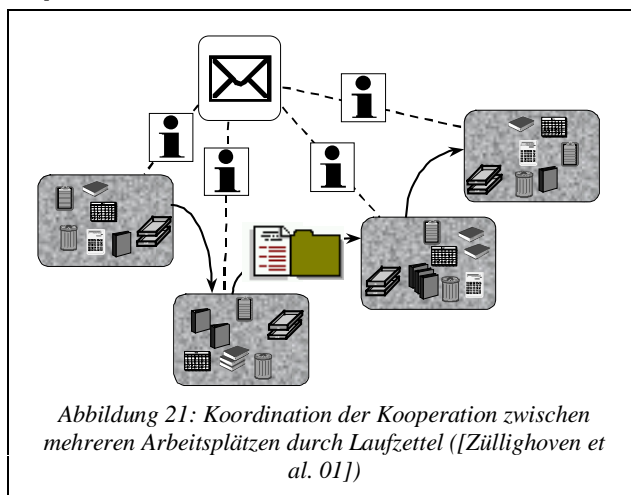 i
i
i
i
Abbildung 21: Koordination der Kooperation zwischen
mehreren Arbeitsplätzen durch Laufzettel ([Züllighoven et
al. 01])